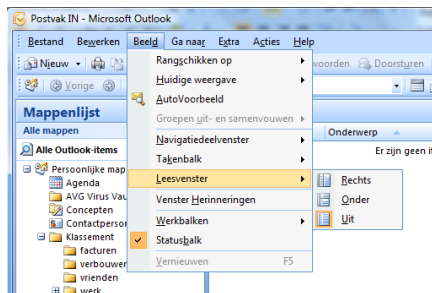 Postvak IN - Microsoft Outlook
Bestand Bewerken Beeld Ga naar Extra Acties Help
Nieuw
woorden Doorsturen
Vorige
Rangschikken op
Huidige weergave
AutoVoorbeeld
Groepen uit- en samenvouwen
Navigatiedeelvenster
Takenbalk
Leesvenster
Venster Herinneringen
Werkbalken
Statusbalk
Vernieuwen F5
Rechts
Onder
Uit
Mappenlijst
Alle mappen
Alle Outlook-items
Persoonlijke map
Agenda
AVG Virus Vau
Concepten
Contactperson
Klassement
facturen
verbouwer
vrienden
werk
Onderwerp
Er zijn geen it